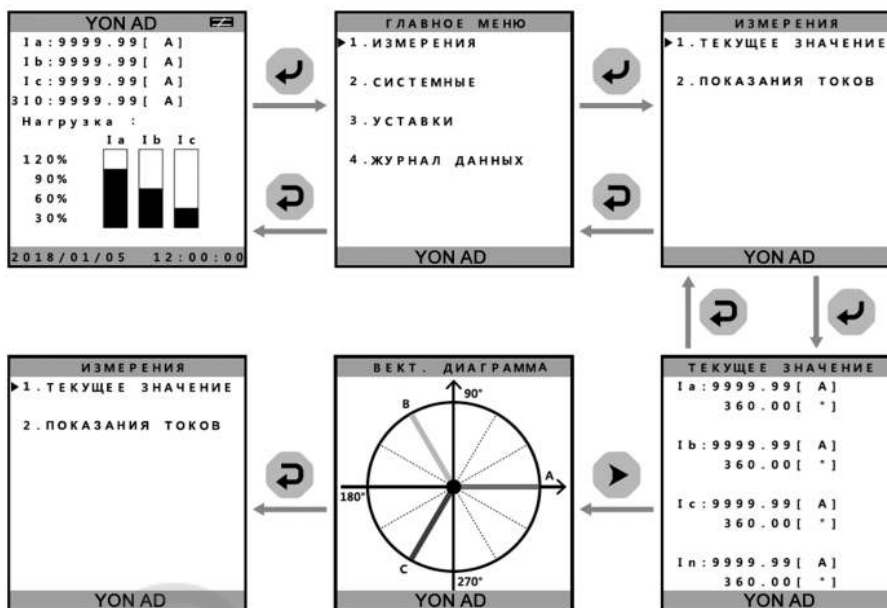 YON AD
Ia:9999.99[ A]
Ib:9999.99[ A]
Ic:9999.99[ A]
3I0:9999.99[ A]
Нагрузка :
Ia Ib Ic
120%
90%
60%
30%
2018/01/05 12:00:00
ГЛАВНОЕ МЕНЮ
1.ИЗМЕРЕНИЯ
2.СИСТЕМНЫЕ
3.УСТАВКИ
4.ЖУРНАЛ ДАННЫХ
YON AD
ИЗМЕРЕНИЯ
1.ТЕКУЩЕЕ ЗНАЧЕНИЕ
2.ПОКАЗАНИЯ ТОКОВ
YON AD
ИЗМЕРЕНИЯ
1.ТЕКУЩЕЕ ЗНАЧЕНИЕ
2.ПОКАЗАНИЯ ТОКОВ
YON AD
ВЕКТ. ДИАГРАММА
90°
B
A
180°
C
270°
YON AD
ТЕКУЩЕЕ ЗНАЧЕНИЕ
Ia:9999.99[ A]
360.00[ °]
Ib:9999.99[ A]
360.00[ °]
Ic:9999.99[ A]
360.00[ °]
In:9999.99[ A]
360.00[ °]
YON AD